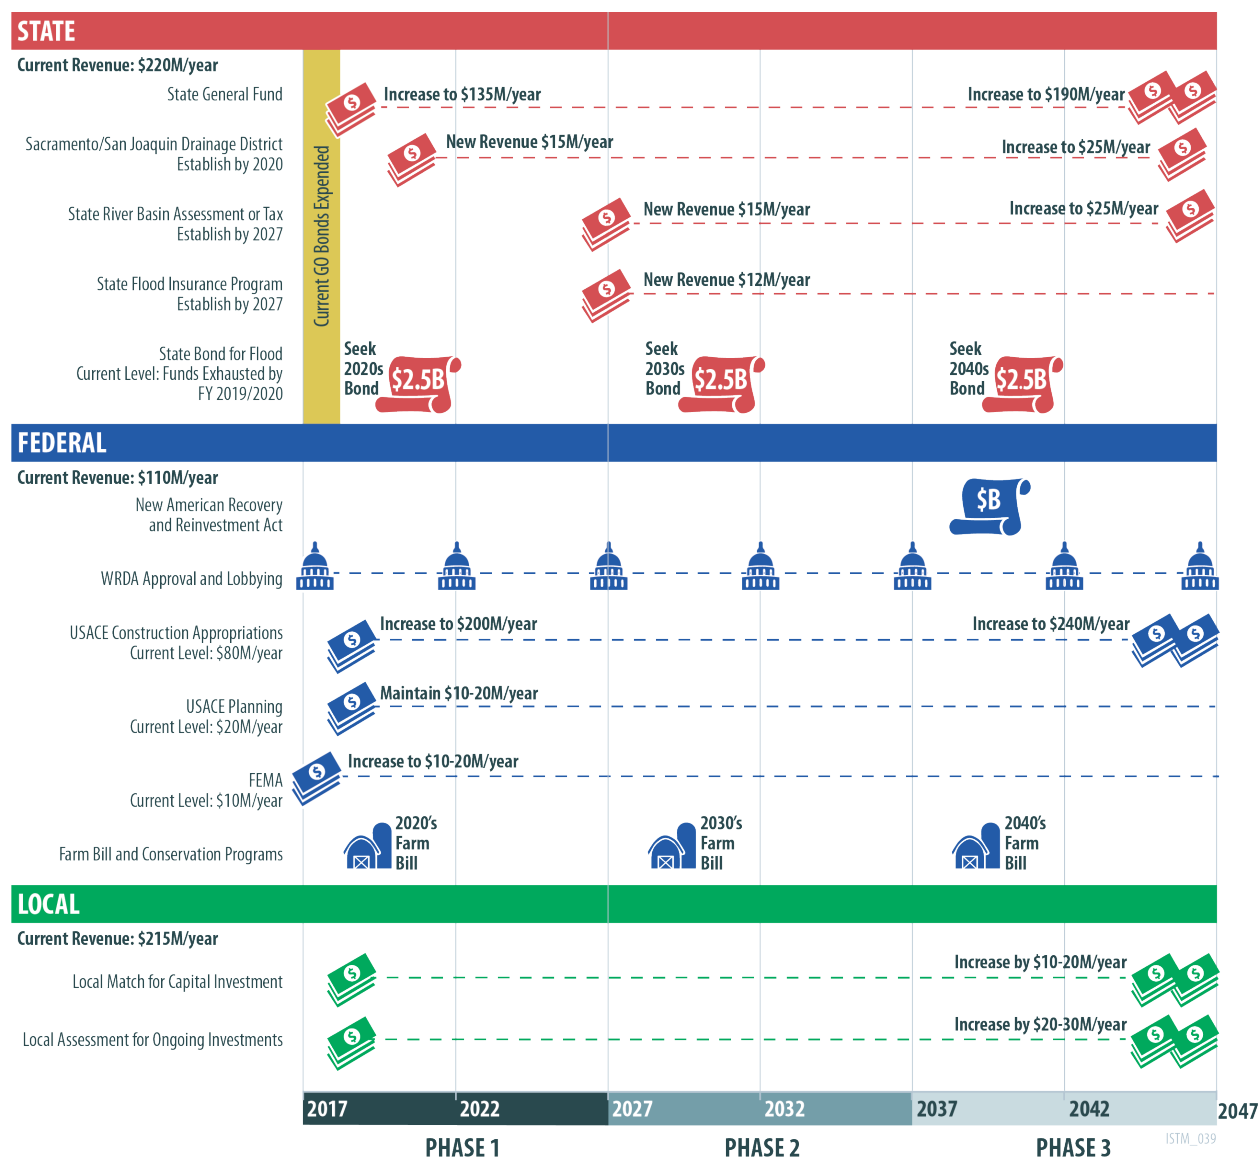 STATE
Current Revenue: $220M/year
State General Fund
Increase to $135M/year
Increase to $190M/year
Sacramento/San Joaquin Drainage District
Establish by 2020
New Revenue $15M/year
Increase to $25M/year
State River Basin Assessment or Tax
Establish by 2027
New Revenue $15M/year
Increase to $25M/year
State Flood Insurance Program
Establish by 2027
New Revenue $12M/year
Current GO Bonds Expended
State Bond for Flood
Current Level: Funds Exhausted by
FY 2019/2020
Seek
2020s
Bond
$2.5B
Seek
2030s
Bond
$2.5B
Seek
2040s
Bond
$2.5B
FEDERAL
Current Revenue: $110M/year
New American Recovery
and Reinvestment Act
$B
WRDA Approval and Lobbying
USACE Construction Appropriations
Current Level: $80M/year
Increase to $200M/year
Increase to $240M/year
USACE Planning
Current Level: $20M/year
Maintain $10-20M/year
FEMA
Current Level: $10M/year
Increase to $10-20M/year
Farm Bill and Conservation Programs
2020's
Farm
Bill
2030's
Farm
Bill
2040's
Farm
Bill
LOCAL
Current Revenue: $215M/year
Local Match for Capital Investment
Increase by $10-20M/year
Local Assessment for Ongoing Investments
Increase by $20-30M/year
2017
2022
2027
2032
2037
2042
2047
PHASE 1
PHASE 2
PHASE 3
ISTM_039